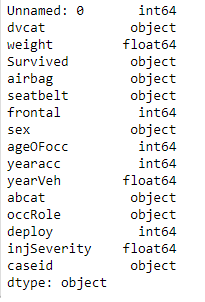 Unnamed: 0 int64
dvcat object
weight float64
Survived object
airbag object
seatbelt object
frontal int64
sex object
ageOFocc int64
yearacc int64
yearVeh float64
abcat object
occRole object
deploy int64
injSeverity float64
caseid object
dtype: object